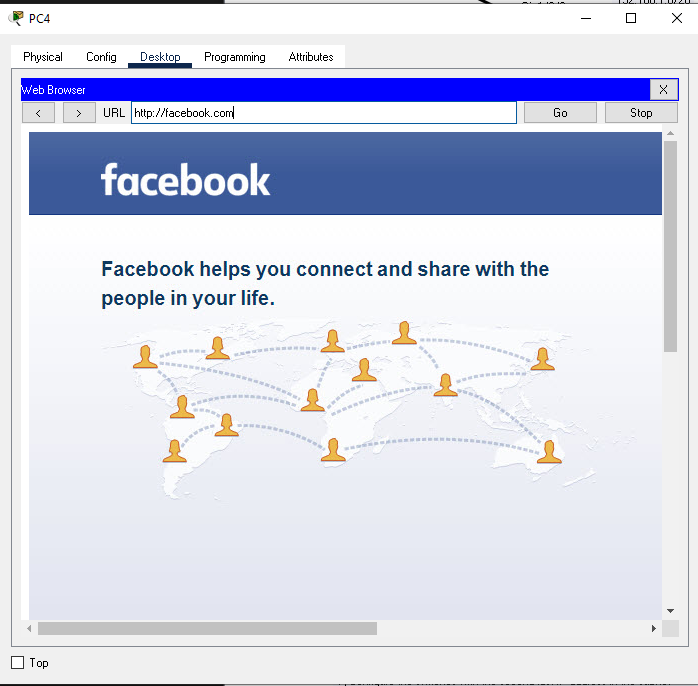 PC4
Physical Config Desktop Programming Attributes
Web Browser X
< > URL http://facebook.com Go Stop
facebook
Facebook helps you connect and share with the
people in your life.
Top